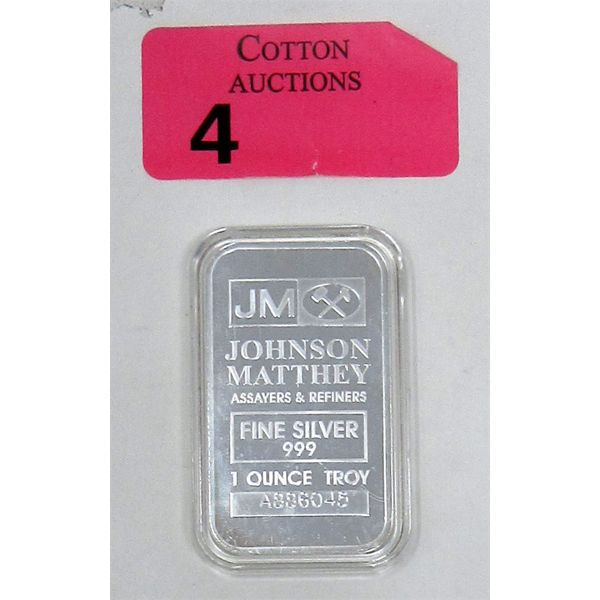 COTTON
AUCTIONS
4
JM
JOHNSON
MATTHEY
ASSAYERS & REFINERS
FINE SILVER
999
1 OUNCE TROY
A886045